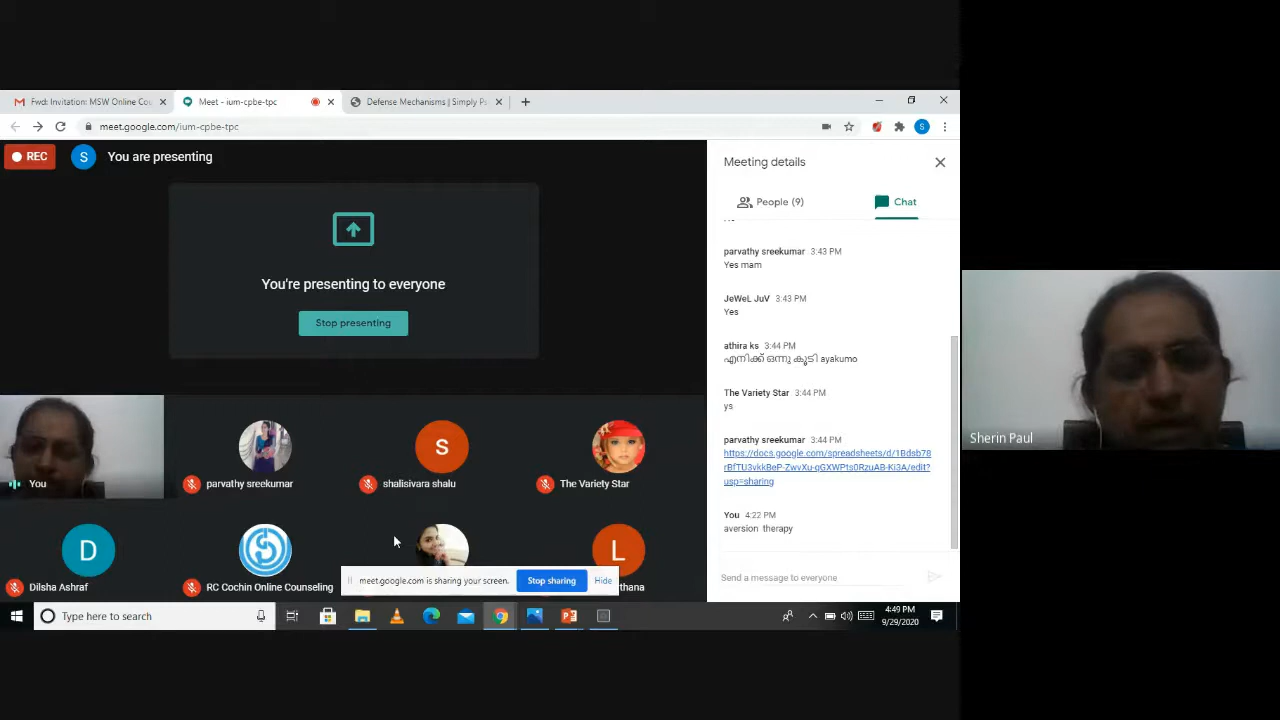 Fwd: Invitation: MSW Online Cou
Meet - ium-cpbe-tpc
Defense Mechanisms | Simply Ps
meet.google.com/ium-cpbe-tpc
S
REC
S
You are presenting
You're presenting to everyone
Stop presenting
Meeting details
People (9)
Chat
parvathy sreekumar 3:43 PM
Yes mam
JeWeL JuV 3:43 PM
Yes
athira ks 3:44 PM
എനിക്ക് ഒന്നു കൂടി ayakumo
The Variety Star 3:44 PM
ys
parvathy sreekumar 3:44 PM
https://docs.google.com/spreadsheets/d/1Bdsb78
rBfTU3vkkBeP-ZwvXu-qGXWPts0RzuAB-Ki3A/edit?
usp=sharing
You 4:22 PM
aversion therapy
Send a message to everyone
You
parvathy sreekumar
S
shalisivara shalu
The Variety Star
D
Dilsha Ashraf
RC Cochin Online Counseling
L
thana
meet.google.com is sharing your screen.
Stop sharing
Hide
Type here to search
4:49 PM
9/29/2020
Sherin Paul